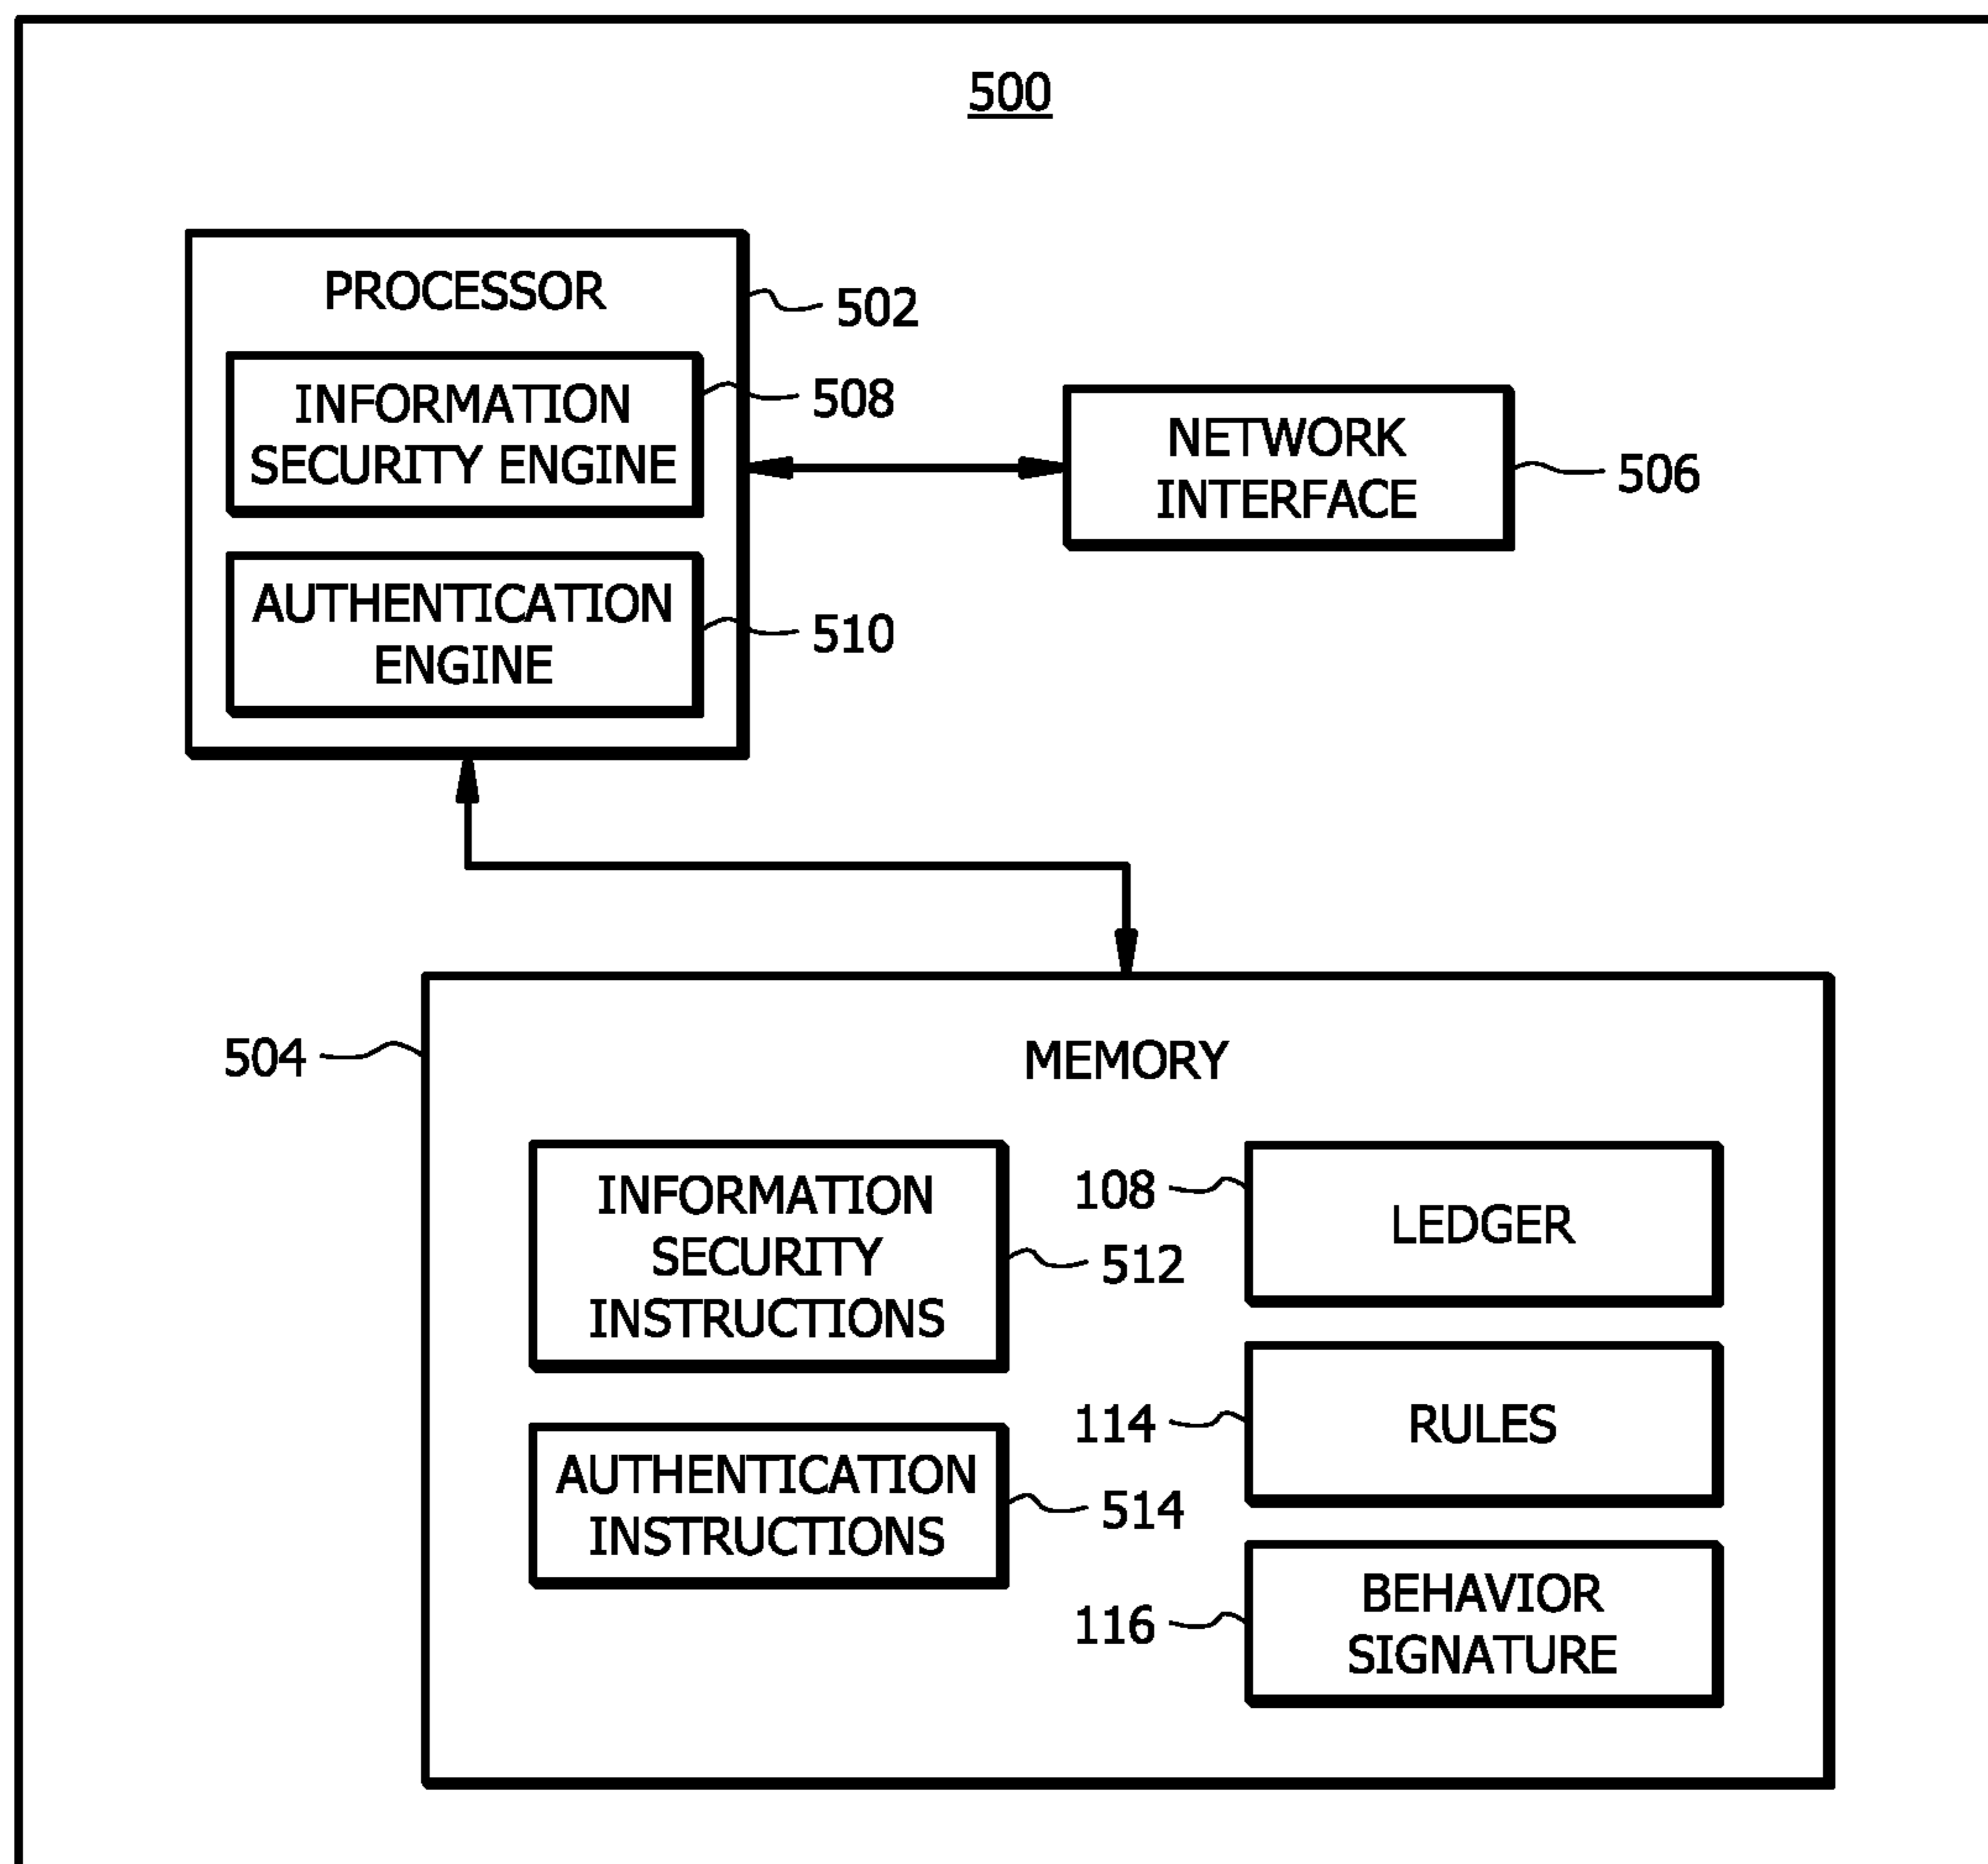 500
PROCESSOR
502
INFORMATION
SECURITY ENGINE
508
AUTHENTICATION
ENGINE
510
NETWORK
INTERFACE
506
504
MEMORY
INFORMATION
SECURITY
INSTRUCTIONS
512
AUTHENTICATION
INSTRUCTIONS
514
108
LEDGER
114
RULES
116
BEHAVIOR
SIGNATURE